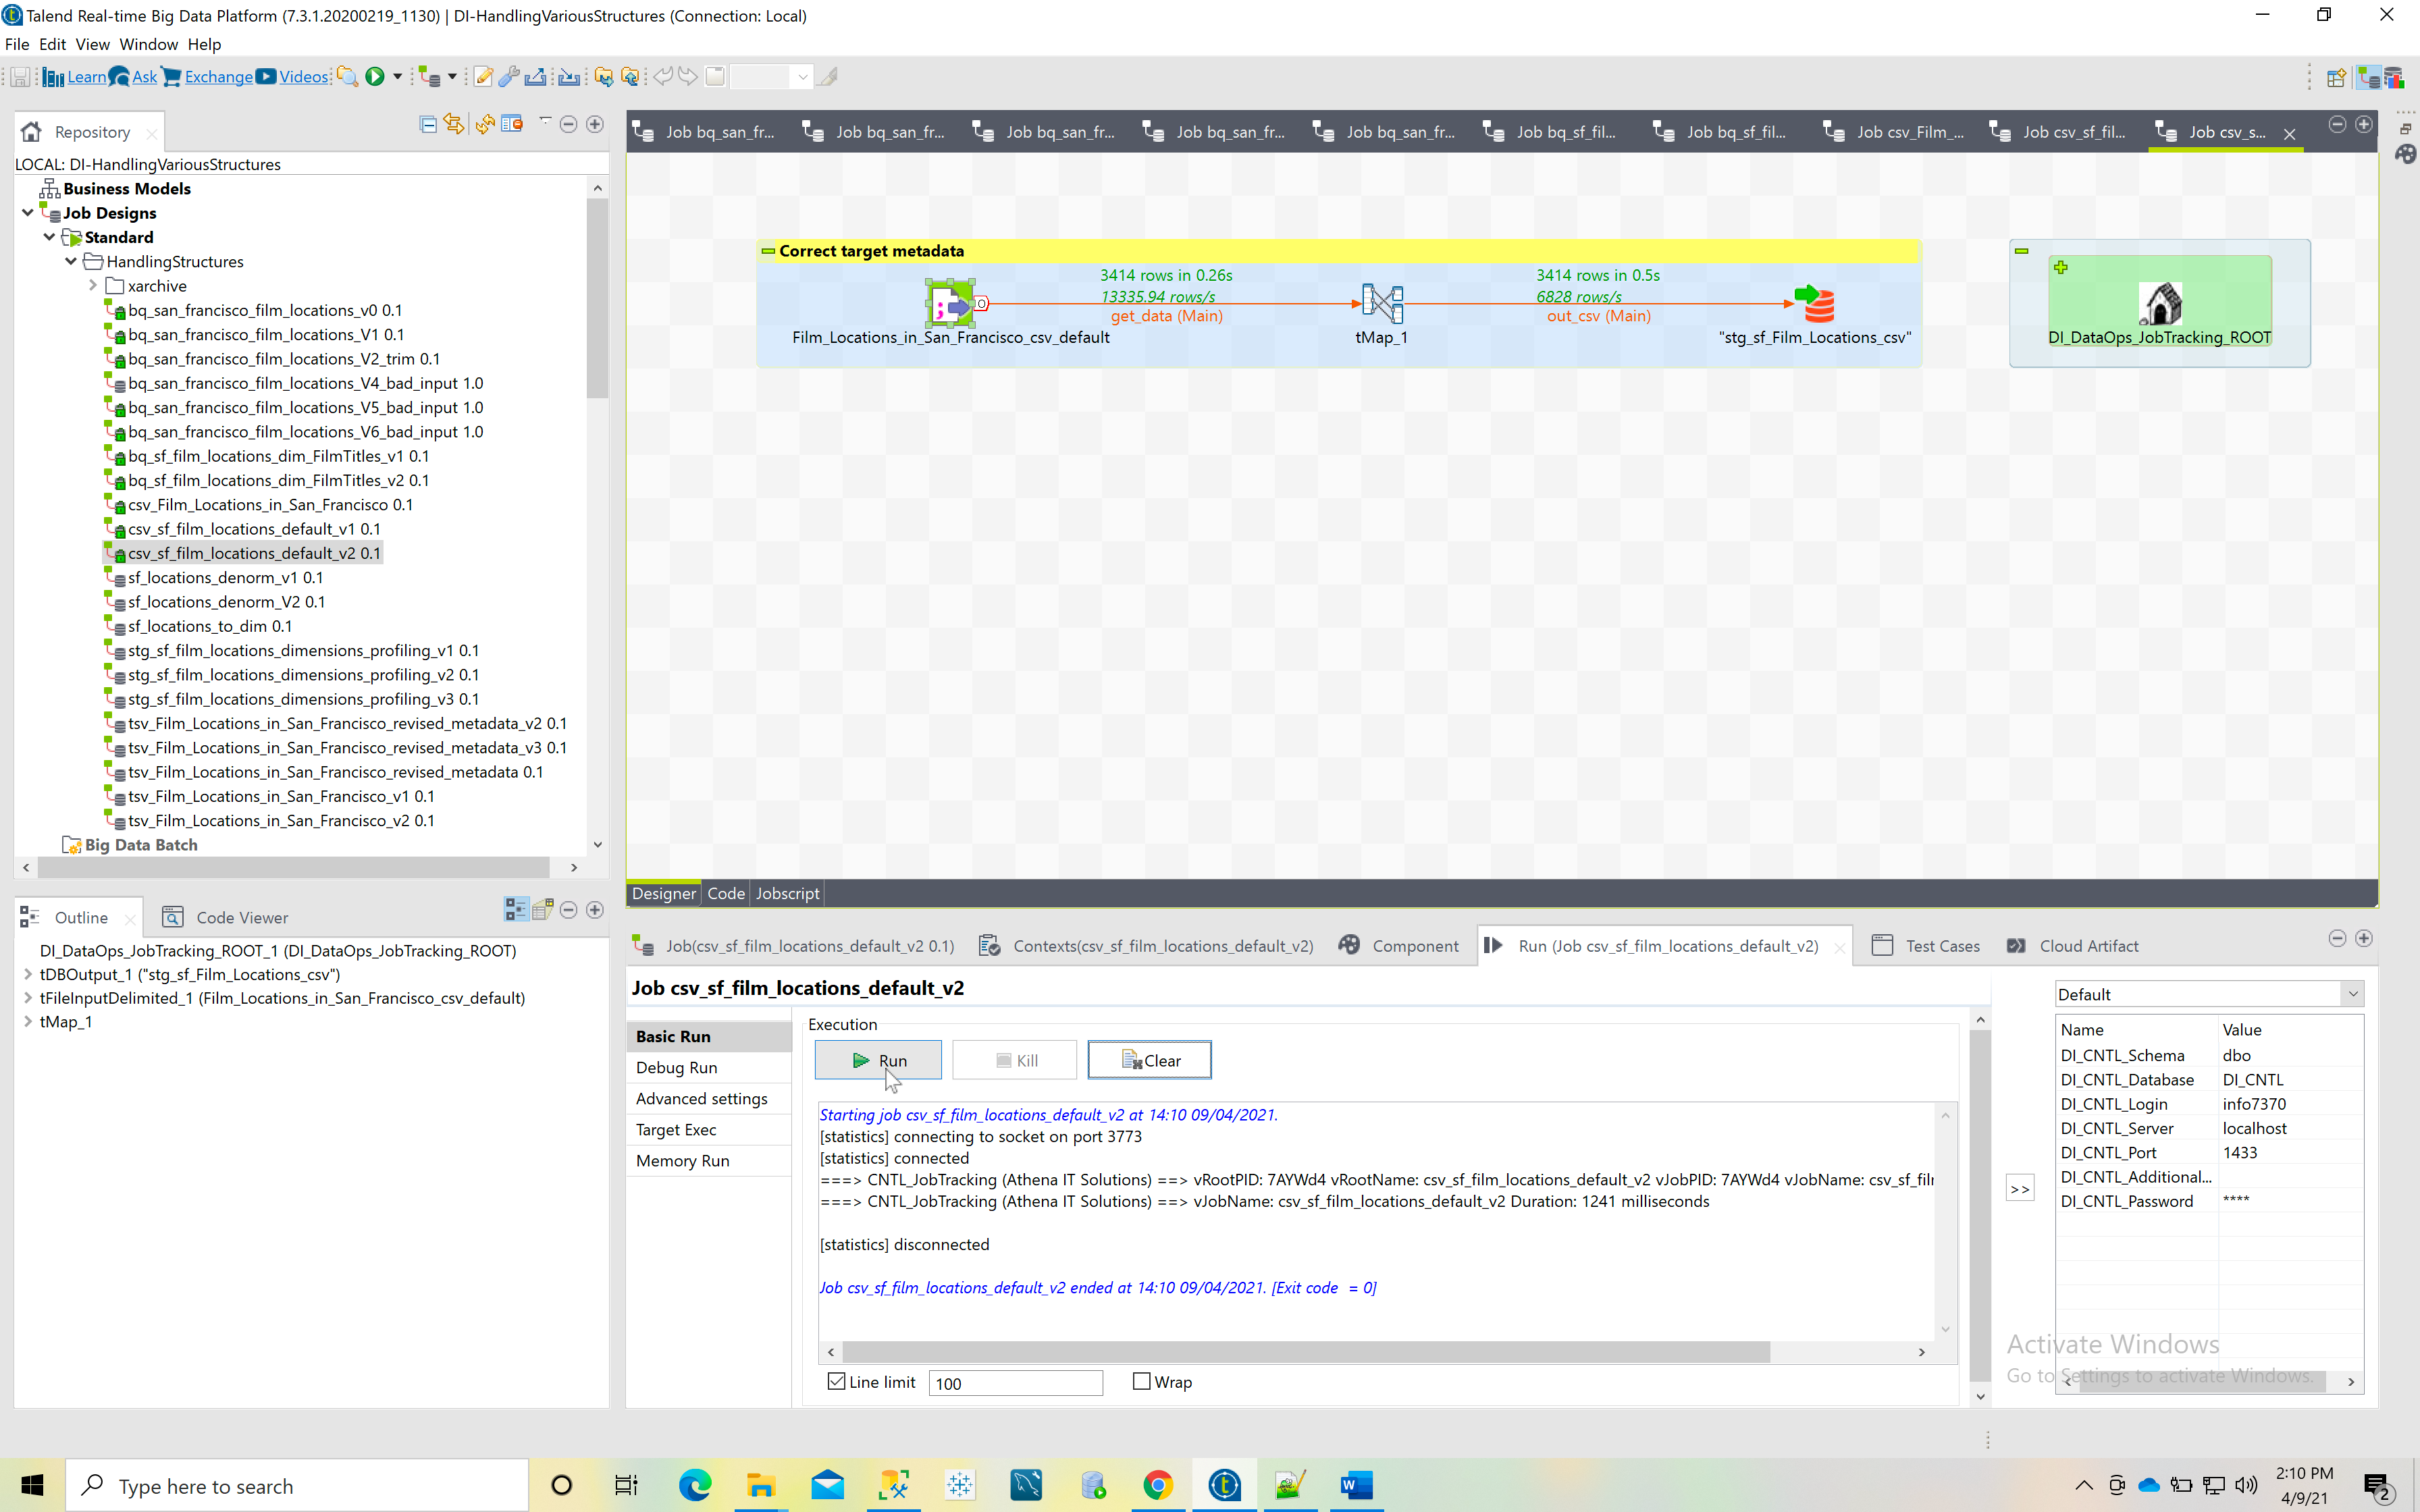 Talend Real-time Big Data Platform (7.3.1.20200219_1130) | DI-HandlingVariousStructures (Connection: Local)
File Edit View Window Help
Learn Ask Exchange Videos
Repository
LOCAL: DI-HandlingVariousStructures
Business Models
Job Designs
Standard
HandlingStructures
xarchive
bq_san_francisco_film_locations_v0 0.1
bq_san_francisco_film_locations_V1 0.1
bq_san_francisco_film_locations_V2_trim 0.1
bq_san_francisco_film_locations_V4_bad_input 1.0
bq_san_francisco_film_locations_V5_bad_input 1.0
bq_san_francisco_film_locations_V6_bad_input 1.0
bq_sf_film_locations_dim_FilmTitles_v1 0.1
bq_sf_film_locations_dim_FilmTitles_v2 0.1
csv_Film_Locations_in_San_Francisco 0.1
csv_sf_film_locations_default_v1 0.1
csv_sf_film_locations_default_v2 0.1
sf_locations_denorm_v1 0.1
sf_locations_denorm_V2 0.1
sf_locations_to_dim 0.1
stg_sf_film_locations_dimensions_profiling_v1 0.1
stg_sf_film_locations_dimensions_profiling_v2 0.1
stg_sf_film_locations_dimensions_profiling_v3 0.1
tsv_Film_Locations_in_San_Francisco_revised_metadata_v2 0.1
tsv_Film_Locations_in_San_Francisco_revised_metadata_v3 0.1
tsv_Film_Locations_in_San_Francisco_revised_metadata 0.1
tsv_Film_Locations_in_San_Francisco_v1 0.1
tsv_Film_Locations_in_San_Francisco_v2 0.1
Big Data Batch
Outline Code Viewer
DI_DataOps_JobTracking_ROOT_1 (DI_DataOps_JobTracking_ROOT)
tDBOutput_1 ("stg_sf_Film_Locations_csv")
tFileInputDelimited_1 (Film_Locations_in_San_Francisco_csv_default)
tMap_1
Job bq_san_fr... Job bq_san_fr... Job bq_san_fr... Job bq_san_fr... Job bq_san_fr... Job bq_sf_fil... Job bq_sf_fil... Job csv_Film_... Job csv_sf_fil... Job csv_s...
Correct target metadata
3414 rows in 0.26s
13335.94 rows/s
get_data (Main)
3414 rows in 0.5s
6828 rows/s
out_csv (Main)
Film_Locations_in_San_Francisco_csv_default
tMap_1
"stg_sf_Film_Locations_csv"
DI_DataOps_JobTracking_ROOT
Designer Code Jobscript
Job(csv_sf_film_locations_default_v2 0.1) Contexts(csv_sf_film_locations_default_v2) Component Run (Job csv_sf_film_locations_default_v2) Test Cases Cloud Artifact
Job csv_sf_film_locations_default_v2
Basic Run
Debug Run
Advanced settings
Target Exec
Memory Run
Execution
Run Kill Clear
Starting job csv_sf_film_locations_default_v2 at 14:10 09/04/2021.
[statistics] connecting to socket on port 3773
[statistics] connected
===> CNTL_JobTracking (Athena IT Solutions) ==> vRootPID: 7AYWd4 vRootName: csv_sf_film_locations_default_v2 vJobPID: 7AYWd4 vJobName: csv_sf_filr
===> CNTL_JobTracking (Athena IT Solutions) ==> vJobName: csv_sf_film_locations_default_v2 Duration: 1241 milliseconds
[statistics] disconnected
Job csv_sf_film_locations_default_v2 ended at 14:10 09/04/2021. [Exit code = 0]
Line limit 100 Wrap
>>
Default
Name Value
DI_CNTL_Schema dbo
DI_CNTL_Database DI_CNTL
DI_CNTL_Login info7370
DI_CNTL_Server localhost
DI_CNTL_Port 1433
DI_CNTL_Additional...
DI_CNTL_Password ****
Activate Windows
Go to Settings to activate Windows.
Type here to search
2:10 PM
4/9/21
2